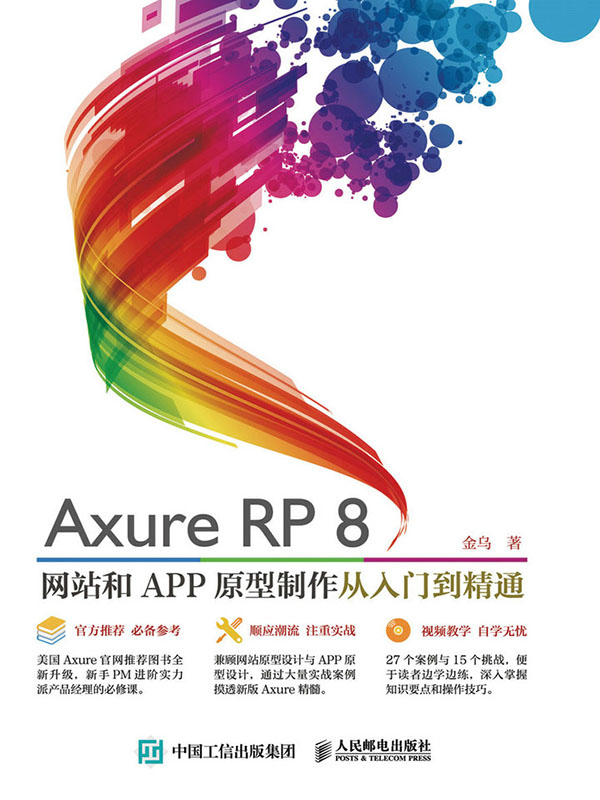 Axure RP 8
金乌 著
网站和 APP 原型制作从入门到精通
官方推荐 必备参考
美国 Axure 官网推荐图书全
新升级，新手 PM 进阶实力
派产品经理的必修课。
顺应潮流 注重实战
兼顾网站原型设计与 APP 原
型设计，通过大量实战案例
摸透新版 Axure 精髓。
视频教学 自学无忧
27 个案例与 15 个挑战，便
于读者边学边练，深入掌握
知识要点和操作技巧。
中国工信出版集团
人民邮电出版社
POSTS & TELECOM PRESS